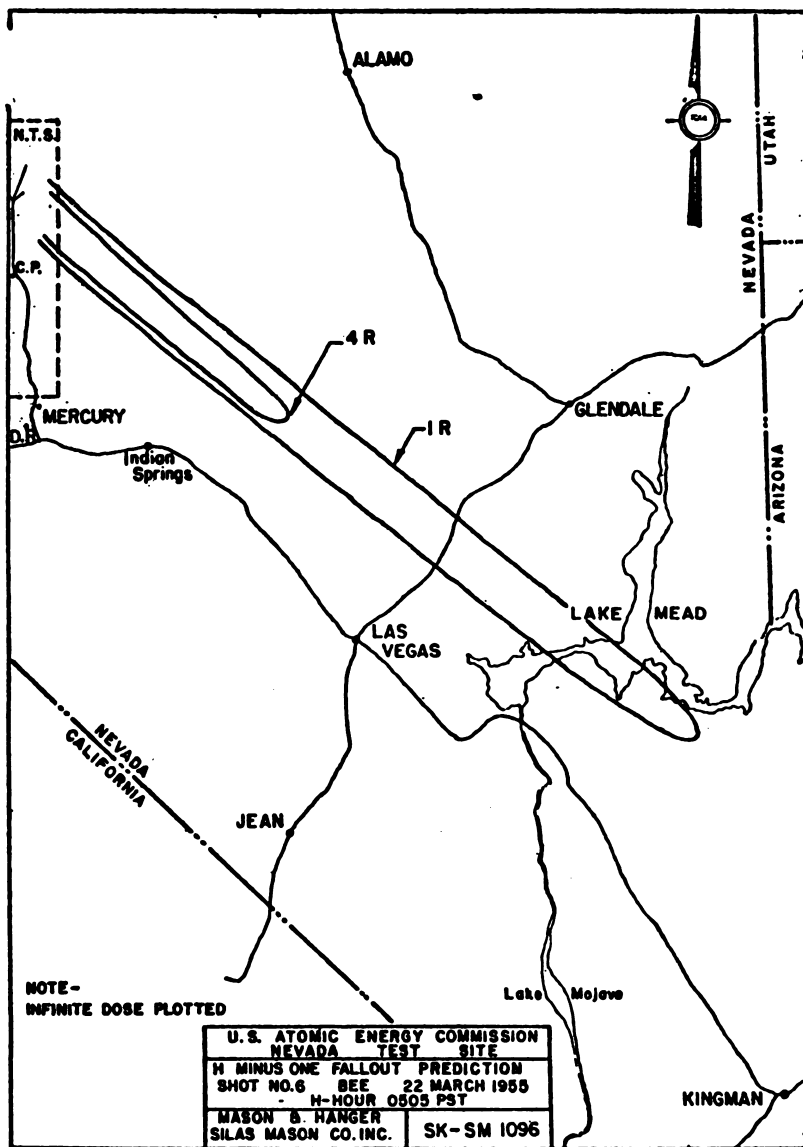 ALAMO
N.T.S.
UTAH
NEVADA
C.P.
4 R
MERCURY
GLENDALE
1 R
Indian
Springs
ARIZONA
LAKE MEAD
LAS
VEGAS
NEVADA
CALIFORNIA
JEAN
NOTE-
INFINITE DOSE PLOTTED
Lake Mojave
KINGMAN
U.S. ATOMIC ENERGY COMMISSION
NEVADA TEST SITE
H MINUS ONE FALLOUT PREDICTION
SHOT NO.6 BEE 22 MARCH 1955
- H-HOUR 0505 PST
MASON & HANGER
SILAS MASON CO. INC.
SK-SM 1096